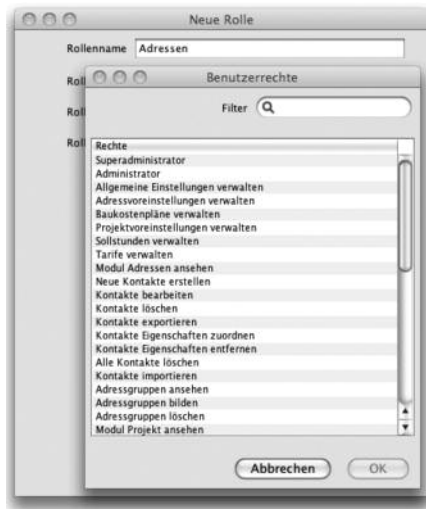 Neue Rolle
Rollenname Adressen
Roll
Roll
Roll
Benutzerrechte
Filter
Rechte
Superadministrator
Administrator
Allgemeine Einstellungen verwalten
Adressvoreinstellungen verwalten
Baukostenpläne verwalten
Projektvoreinstellungen verwalten
Sollstunden verwalten
Tarife verwalten
Modul Adressen ansehen
Neue Kontakte erstellen
Kontakte bearbeiten
Kontakte löschen
Kontakte exportieren
Kontakte Eigenschaften zuordnen
Kontakte Eigenschaften entfernen
Alle Kontakte löschen
Kontakte importieren
Adressgruppen ansehen
Adressgruppen bilden
Adressgruppen löschen
Modul Projekt ansehen
Abbrechen OK